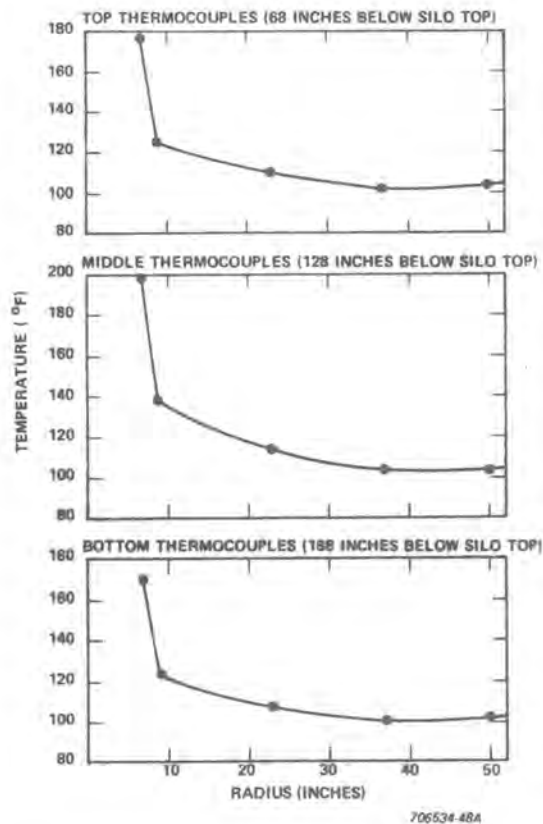 TOP THERMOCOUPLES (68 INCHES BELOW SILO TOP)
180
160
140
120
100
80
MIDDLE THERMOCOUPLES (128 INCHES BELOW SILO TOP)
200
180
160
140
120
100
80
TEMPERATURE (°F)
BOTTOM THERMOCOUPLES (188 INCHES BELOW SILO TOP)
180
160
140
120
100
80
10 20 30 40 50
RADIUS (INCHES)
706534-48A